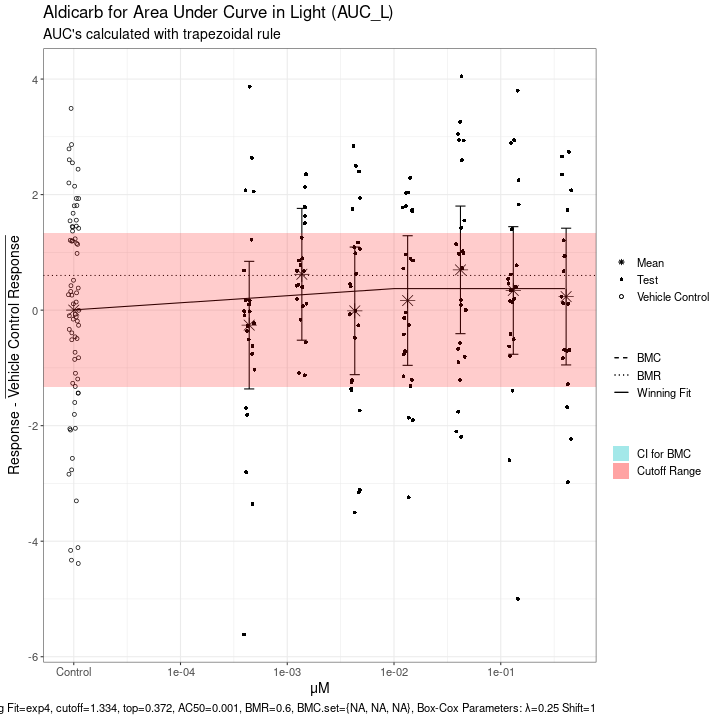 Aldicarb for Area Under Curve in Light (AUC_L)
AUC's calculated with trapezoidal rule
Response - Vehicle Control Response
4
2
0
-2
-4
-6
Control
1e-04
1e-03
1e-02
1e-01
μM
Mean
Test
Vehicle Control
BMC
BMR
Winning Fit
CI for BMC
Cutoff Range
g Fit=exp4, cutoff=1.334, top=0.372, AC50=0.001, BMR=0.6, BMC.set={NA, NA, NA}, Box-Cox Parameters: λ=0.25 Shift=1